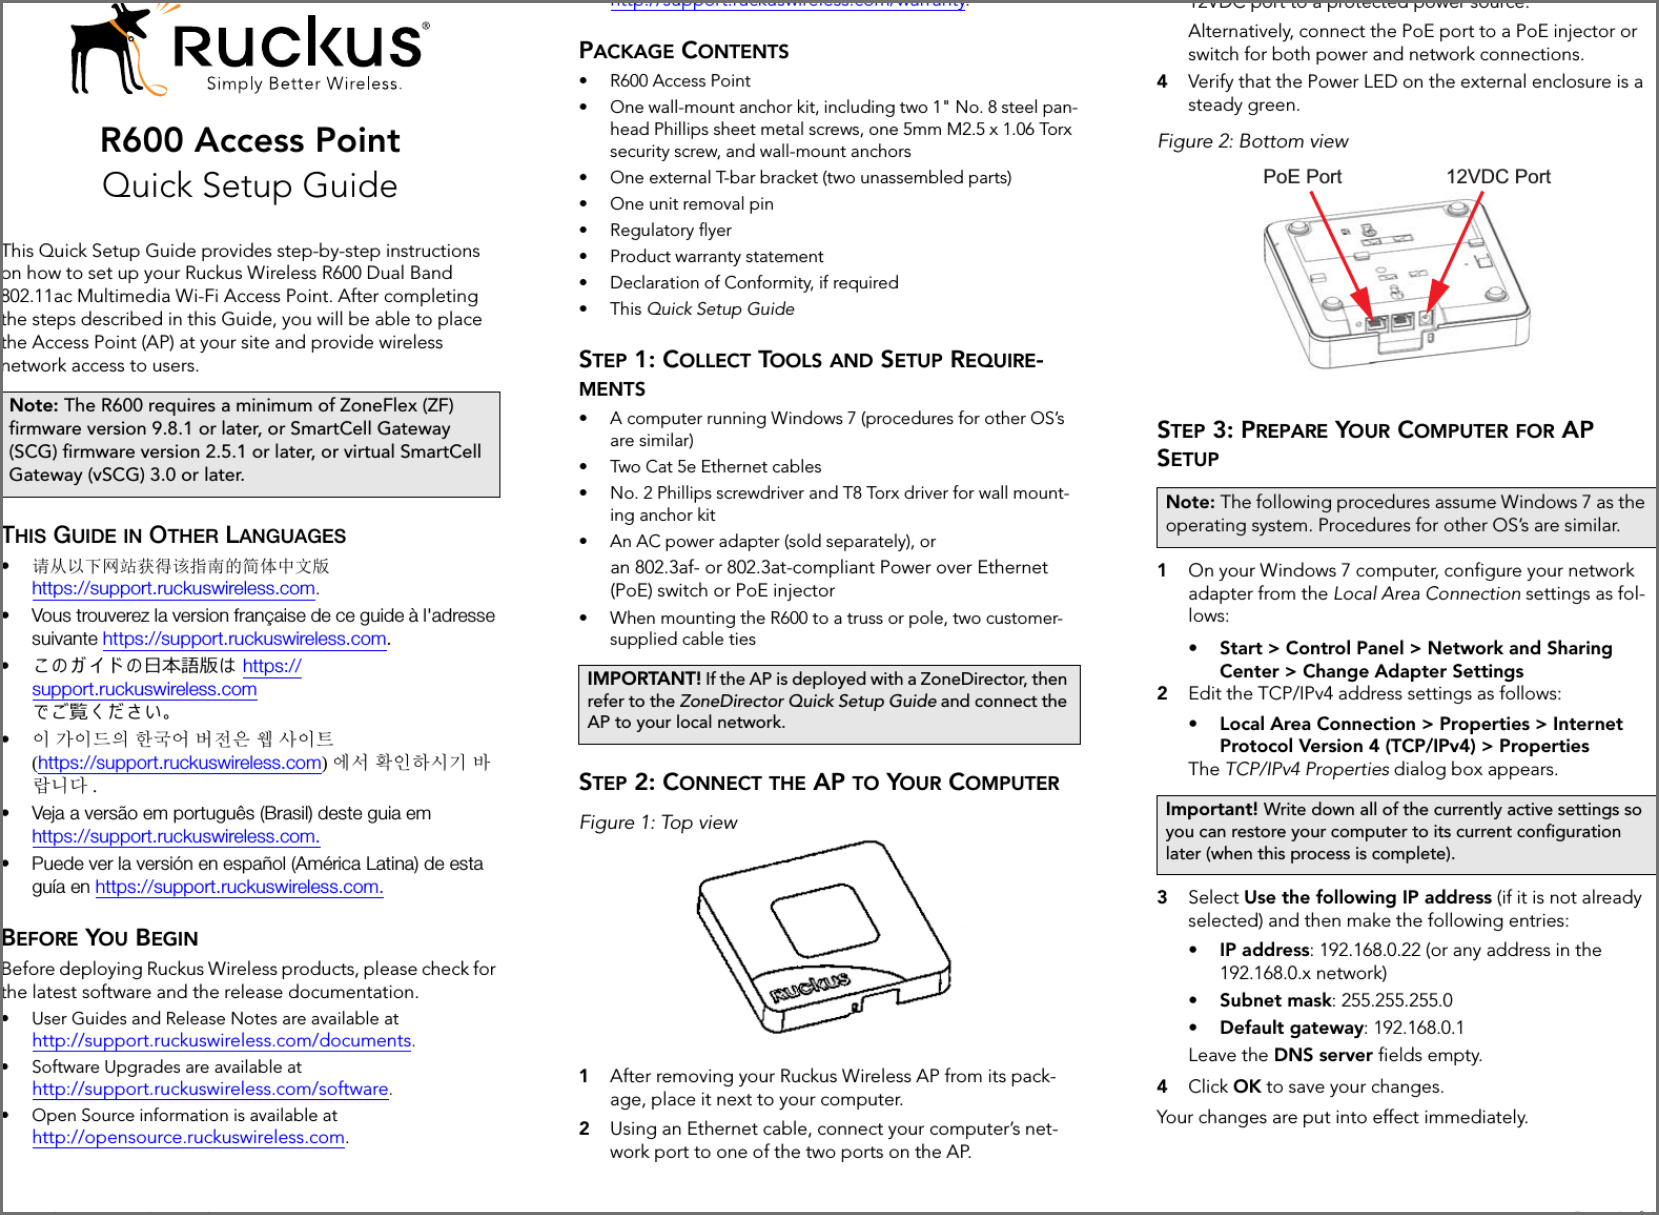 Ruckus®
Simply Better Wireless.
R600 Access Point
Quick Setup Guide
This Quick Setup Guide provides step-by-step instructions
on how to set up your Ruckus Wireless R600 Dual Band
802.11ac Multimedia Wi-Fi Access Point. After completing
the steps described in this Guide, you will be able to place
the Access Point (AP) at your site and provide wireless
network access to users.
Note: The R600 requires a minimum of ZoneFlex (ZF)
firmware version 9.8.1 or later, or SmartCell Gateway
(SCG) firmware version 2.5.1 or later, or virtual SmartCell
Gateway (vSCG) 3.0 or later.
THIS GUIDE IN OTHER LANGUAGES
• 请从以下网站获得该指南的简体中文版
https://support.ruckuswireless.com.
• Vous trouverez la version française de ce guide à l'adresse
suivante https://support.ruckuswireless.com.
• このガイドの日本語版は https://
support.ruckuswireless.com
でご覧ください。
• 이 가이드의 한국어 버전은 웹 사이트
(https://support.ruckuswireless.com) 에서 확인하시기 바
랍니다 .
• Veja a versão em português (Brasil) deste guia em
https://support.ruckuswireless.com.
• Puede ver la versión en español (América Latina) de esta
guía en https://support.ruckuswireless.com.
BEFORE YOU BEGIN
Before deploying Ruckus Wireless products, please check for
the latest software and the release documentation.
• User Guides and Release Notes are available at
http://support.ruckuswireless.com/documents.
• Software Upgrades are available at
http://support.ruckuswireless.com/software.
• Open Source information is available at
http://opensource.ruckuswireless.com.
http://support.ruckuswireless.com/warranty.
PACKAGE CONTENTS
• R600 Access Point
• One wall-mount anchor kit, including two 1" No. 8 steel pan-
head Phillips sheet metal screws, one 5mm M2.5 x 1.06 Torx
security screw, and wall-mount anchors
• One external T-bar bracket (two unassembled parts)
• One unit removal pin
• Regulatory flyer
• Product warranty statement
• Declaration of Conformity, if required
• This Quick Setup Guide
STEP 1: COLLECT TOOLS AND SETUP REQUIRE-
MENTS
• A computer running Windows 7 (procedures for other OS’s
are similar)
• Two Cat 5e Ethernet cables
• No. 2 Phillips screwdriver and T8 Torx driver for wall mount-
ing anchor kit
• An AC power adapter (sold separately), or
an 802.3af- or 802.3at-compliant Power over Ethernet
(PoE) switch or PoE injector
• When mounting the R600 to a truss or pole, two customer-
supplied cable ties
IMPORTANT! If the AP is deployed with a ZoneDirector, then
refer to the ZoneDirector Quick Setup Guide and connect the
AP to your local network.
STEP 2: CONNECT THE AP TO YOUR COMPUTER
Figure 1: Top view
Ruckus
1 After removing your Ruckus Wireless AP from its pack-
age, place it next to your computer.
2 Using an Ethernet cable, connect your computer’s net-
work port to one of the two ports on the AP.
12VDC port to a protected power source.
Alternatively, connect the PoE port to a PoE injector or
switch for both power and network connections.
4 Verify that the Power LED on the external enclosure is a
steady green.
Figure 2: Bottom view
PoE Port 12VDC Port
STEP 3: PREPARE YOUR COMPUTER FOR AP
SETUP
Note: The following procedures assume Windows 7 as the
operating system. Procedures for other OS’s are similar.
1 On your Windows 7 computer, configure your network
adapter from the Local Area Connection settings as fol-
lows:
• Start > Control Panel > Network and Sharing
Center > Change Adapter Settings
2 Edit the TCP/IPv4 address settings as follows:
• Local Area Connection > Properties > Internet
Protocol Version 4 (TCP/IPv4) > Properties
The TCP/IPv4 Properties dialog box appears.
Important! Write down all of the currently active settings so
you can restore your computer to its current configuration
later (when this process is complete).
3 Select Use the following IP address (if it is not already
selected) and then make the following entries:
• IP address: 192.168.0.22 (or any address in the
192.168.0.x network)
• Subnet mask: 255.255.255.0
• Default gateway: 192.168.0.1
Leave the DNS server fields empty.
4 Click OK to save your changes.
Your changes are put into effect immediately.